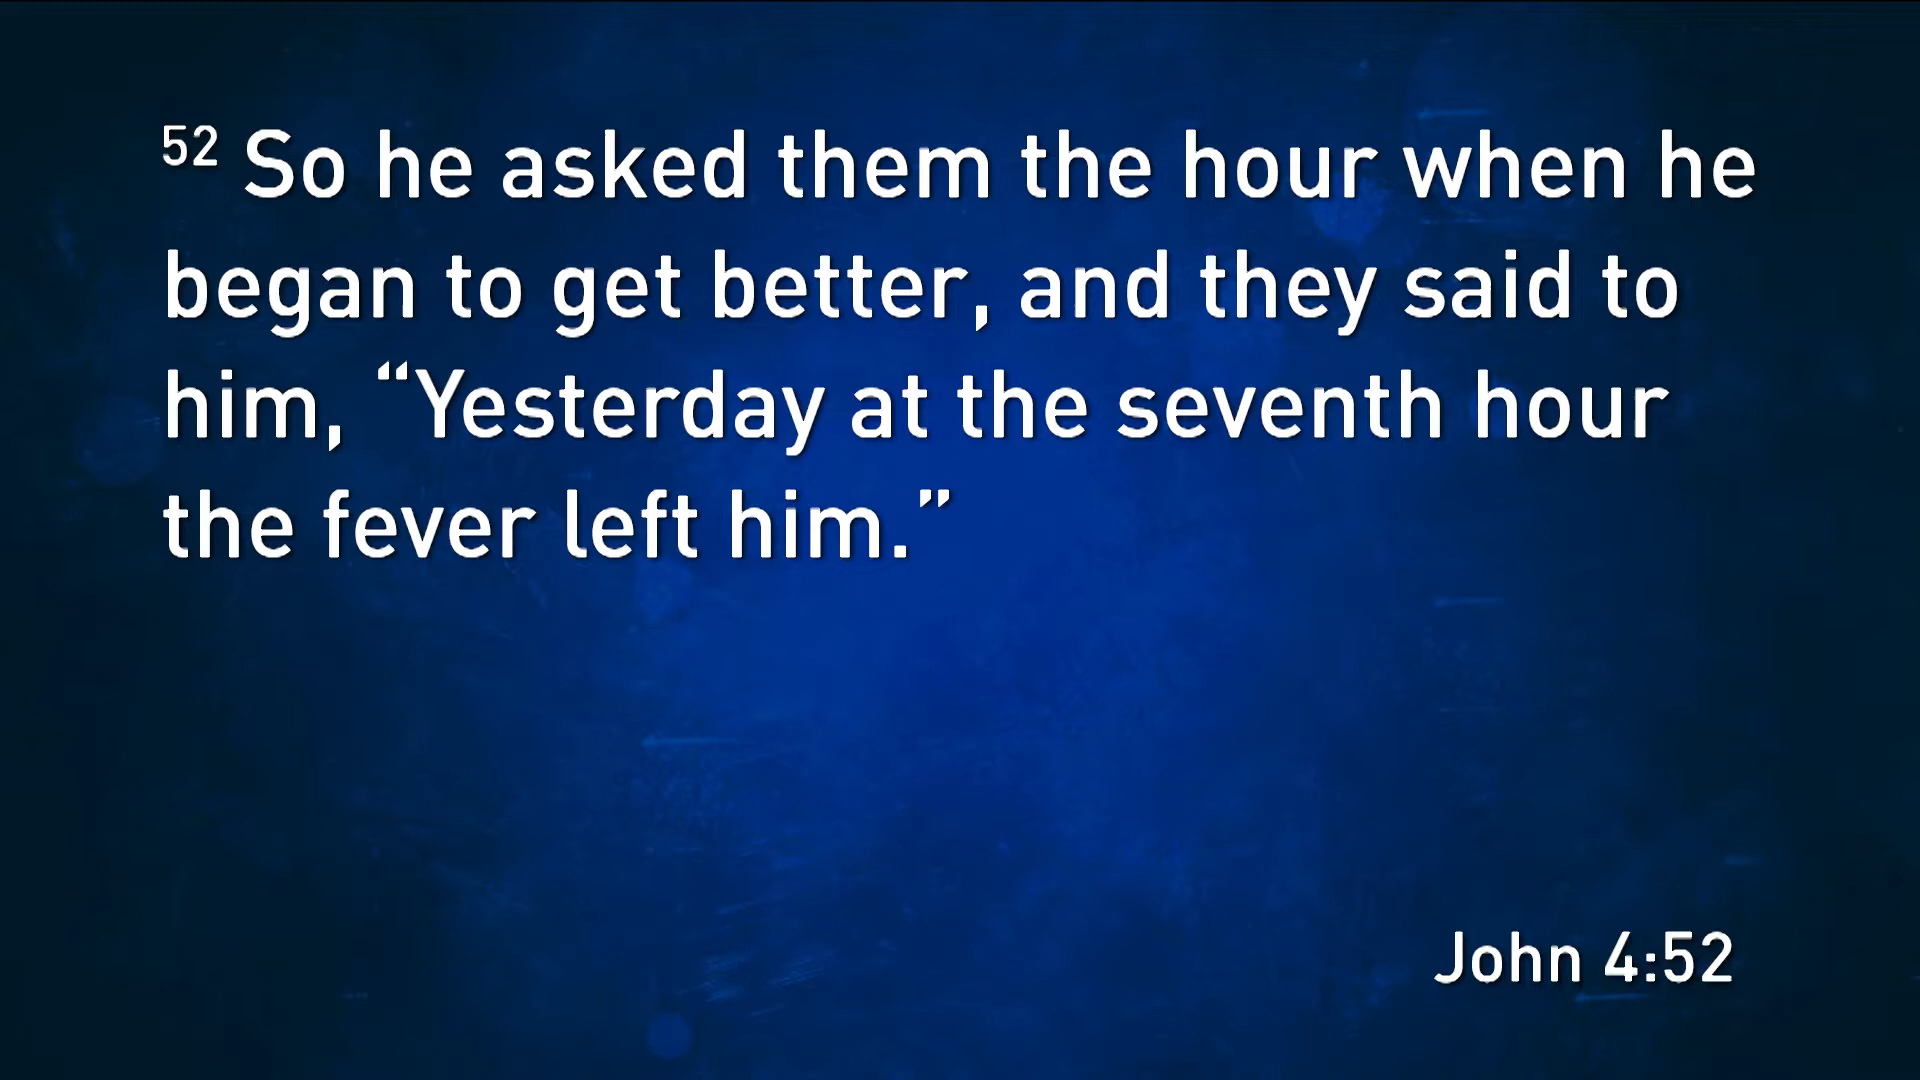 52 So he asked them the hour when he
began to get better, and they said to
him, “Yesterday at the seventh hour
the fever left him.”
John 4:52